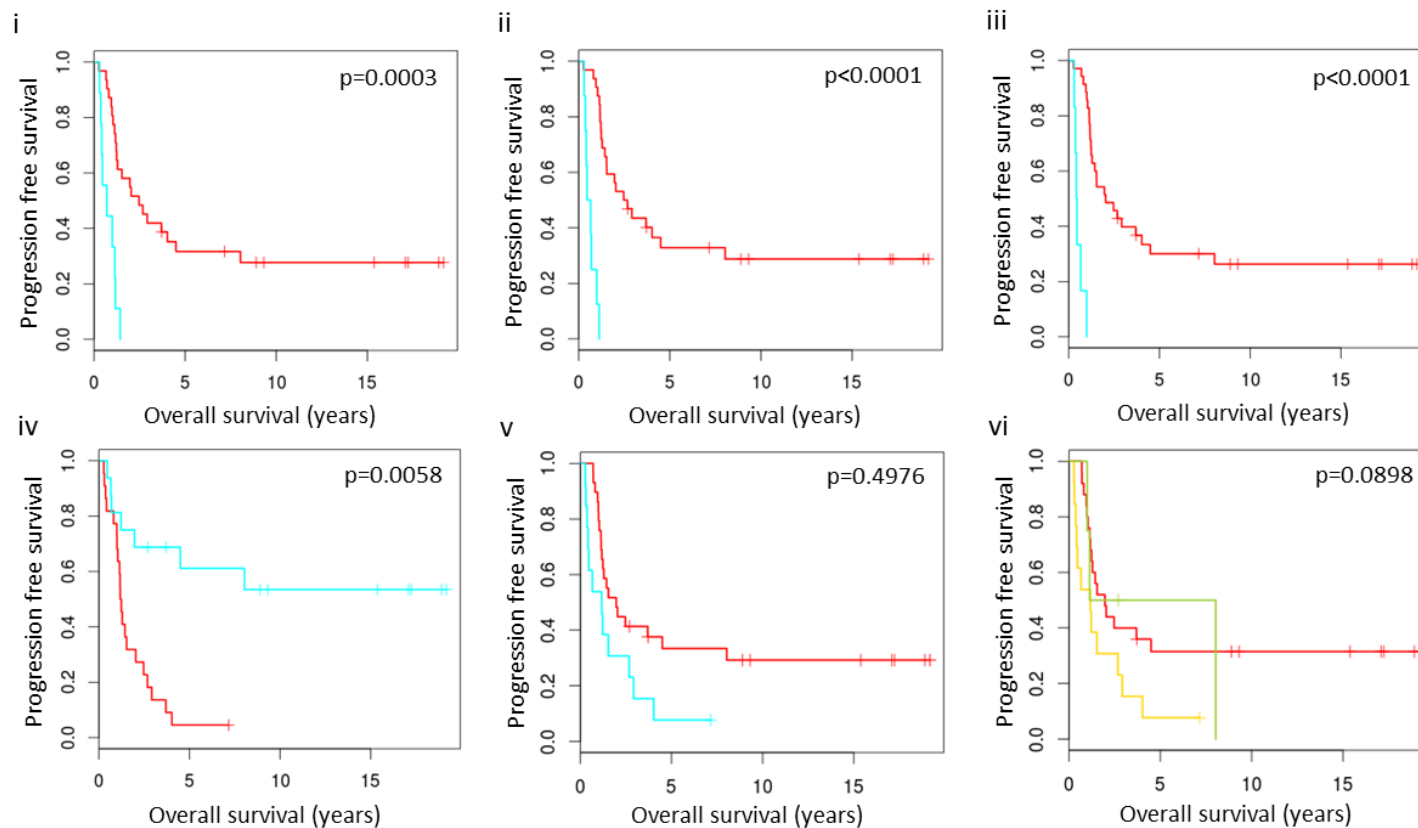 i
p=0.0003
Progression free survival
0.0 0.2 0.4 0.6 0.8 1.0
0 5 10 15
Overall survival (years)
ii
p<0.0001
Progression free survival
0.0 0.2 0.4 0.6 0.8 1.0
0 5 10 15
Overall survival (years)
iii
p<0.0001
Progression free survival
0.0 0.2 0.4 0.6 0.8 1.0
0 5 10 15
Overall survival (years)
iv
p=0.0058
Progression free survival
0.0 0.2 0.4 0.6 0.8 1.0
0 5 10 15
Overall survival (years)
v
p=0.4976
Progression free survival
0.0 0.2 0.4 0.6 0.8 1.0
0 5 10 15
Overall survival (years)
vi
p=0.0898
Progression free survival
0.0 0.2 0.4 0.6 0.8 1.0
0 5 10 15
Overall survival (years)